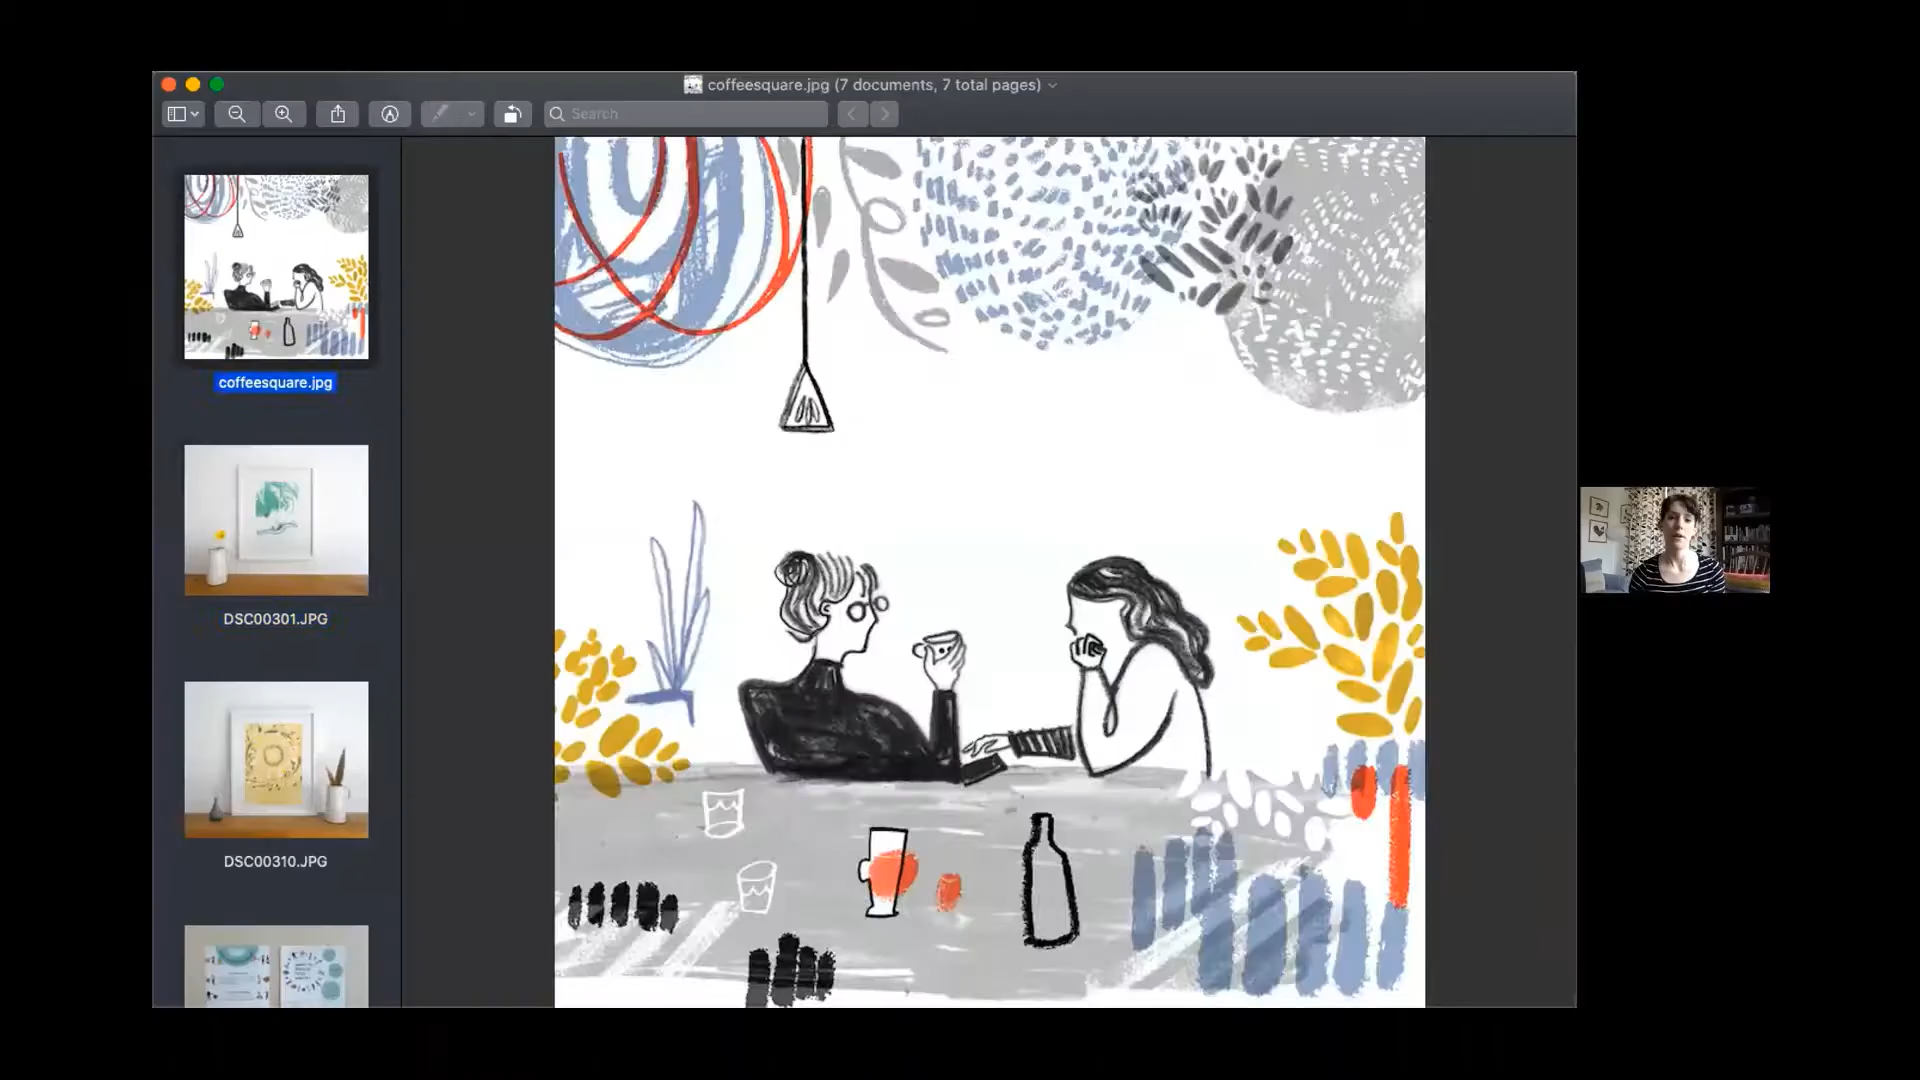 coffeesquare.jpg (7 documents, 7 total pages)
Search
coffeesquare.jpg
DSC00301.JPG
DSC00310.JPG